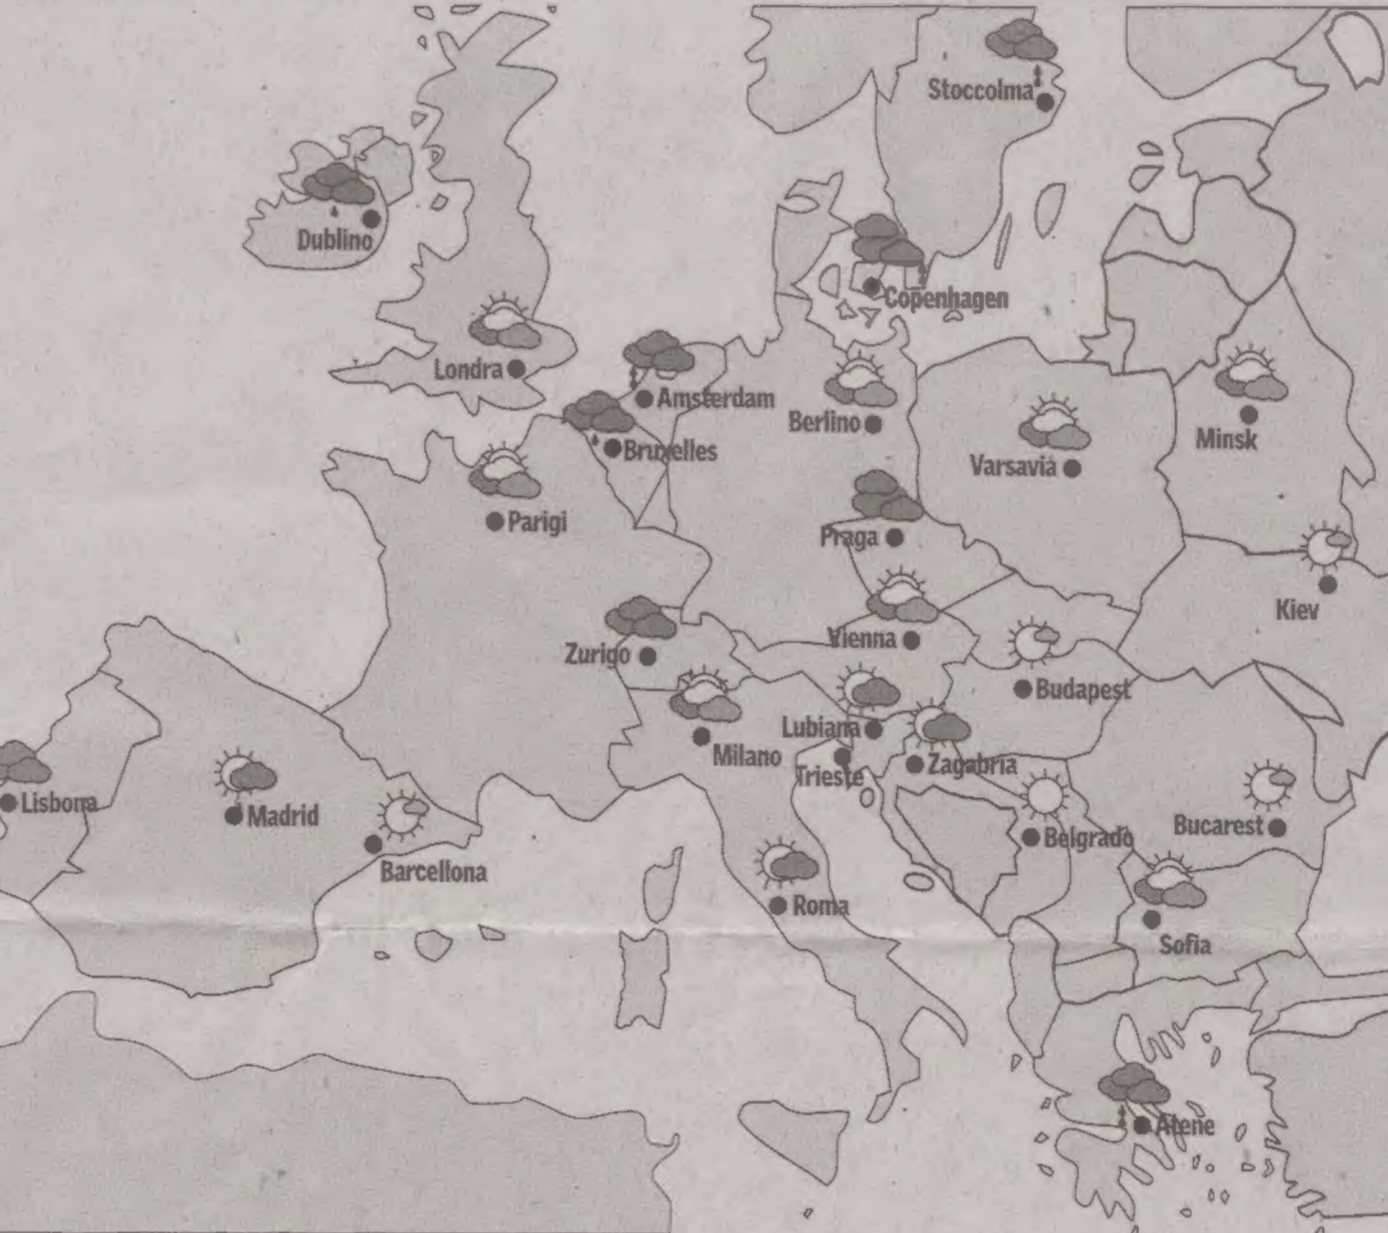 Stoccolma
Dublino
Copenhagen
Londra
Amsterdam
Berlino
Bruxelles
Minsk
Varsavia
Parigi
Praga
Kiev
Vienna
Zurigo
Budapest
Lubiana
Milano
Zagabria
Trieste
Lisbona
Madrid
Bucarest
Belgrado
Barcellona
Roma
Sofia
Atene